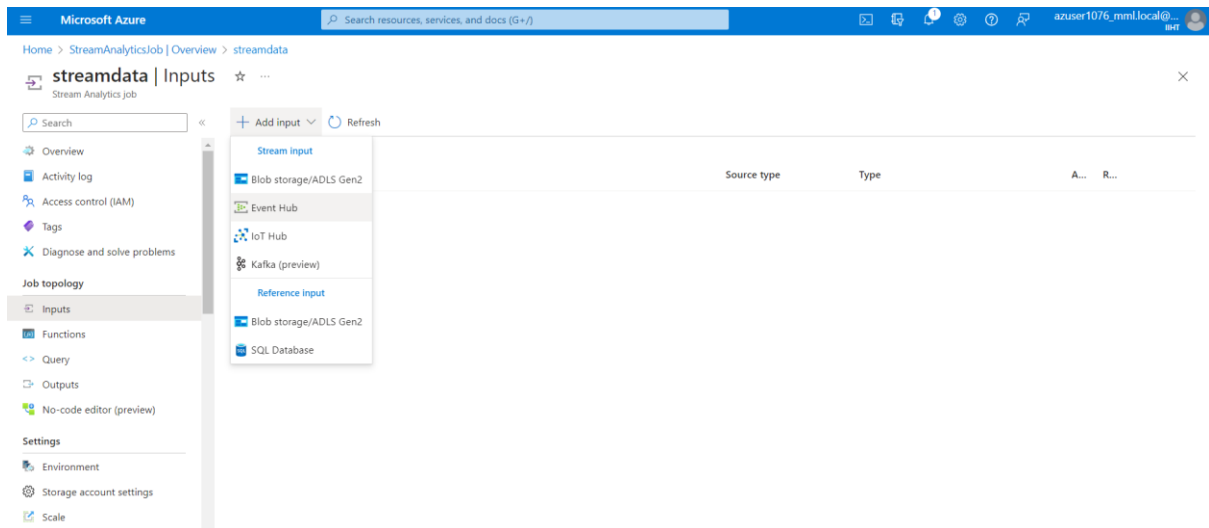 Microsoft Azure
Search resources, services, and docs (G+/)
1
azuser1076_mml.local@...
IIHT
Home > StreamAnalyticsJob | Overview > streamdata
streamdata | Inputs
Stream Analytics job
Search
Add input
Refresh
Overview
Activity log
Access control (IAM)
Tags
Diagnose and solve problems
Job topology
Inputs
Functions
Query
Outputs
No-code editor (preview)
Settings
Environment
Storage account settings
Scale
Stream input
Blob storage/ADLS Gen2
Event Hub
IoT Hub
Kafka (preview)
Reference input
Blob storage/ADLS Gen2
SQL Database
Source type
Type
A...
R...